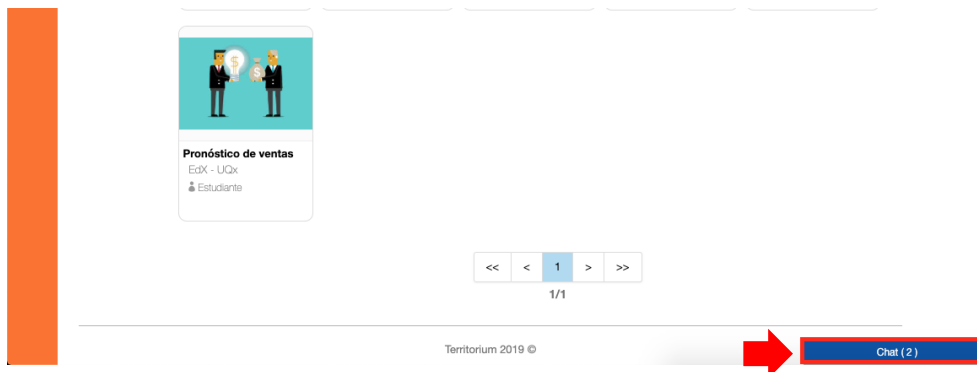 Pronóstico de ventas
EdX - UQx
Estudiante
<< < 1 > >>
1/1
Territorium 2019 ©
Chat ( 2 )